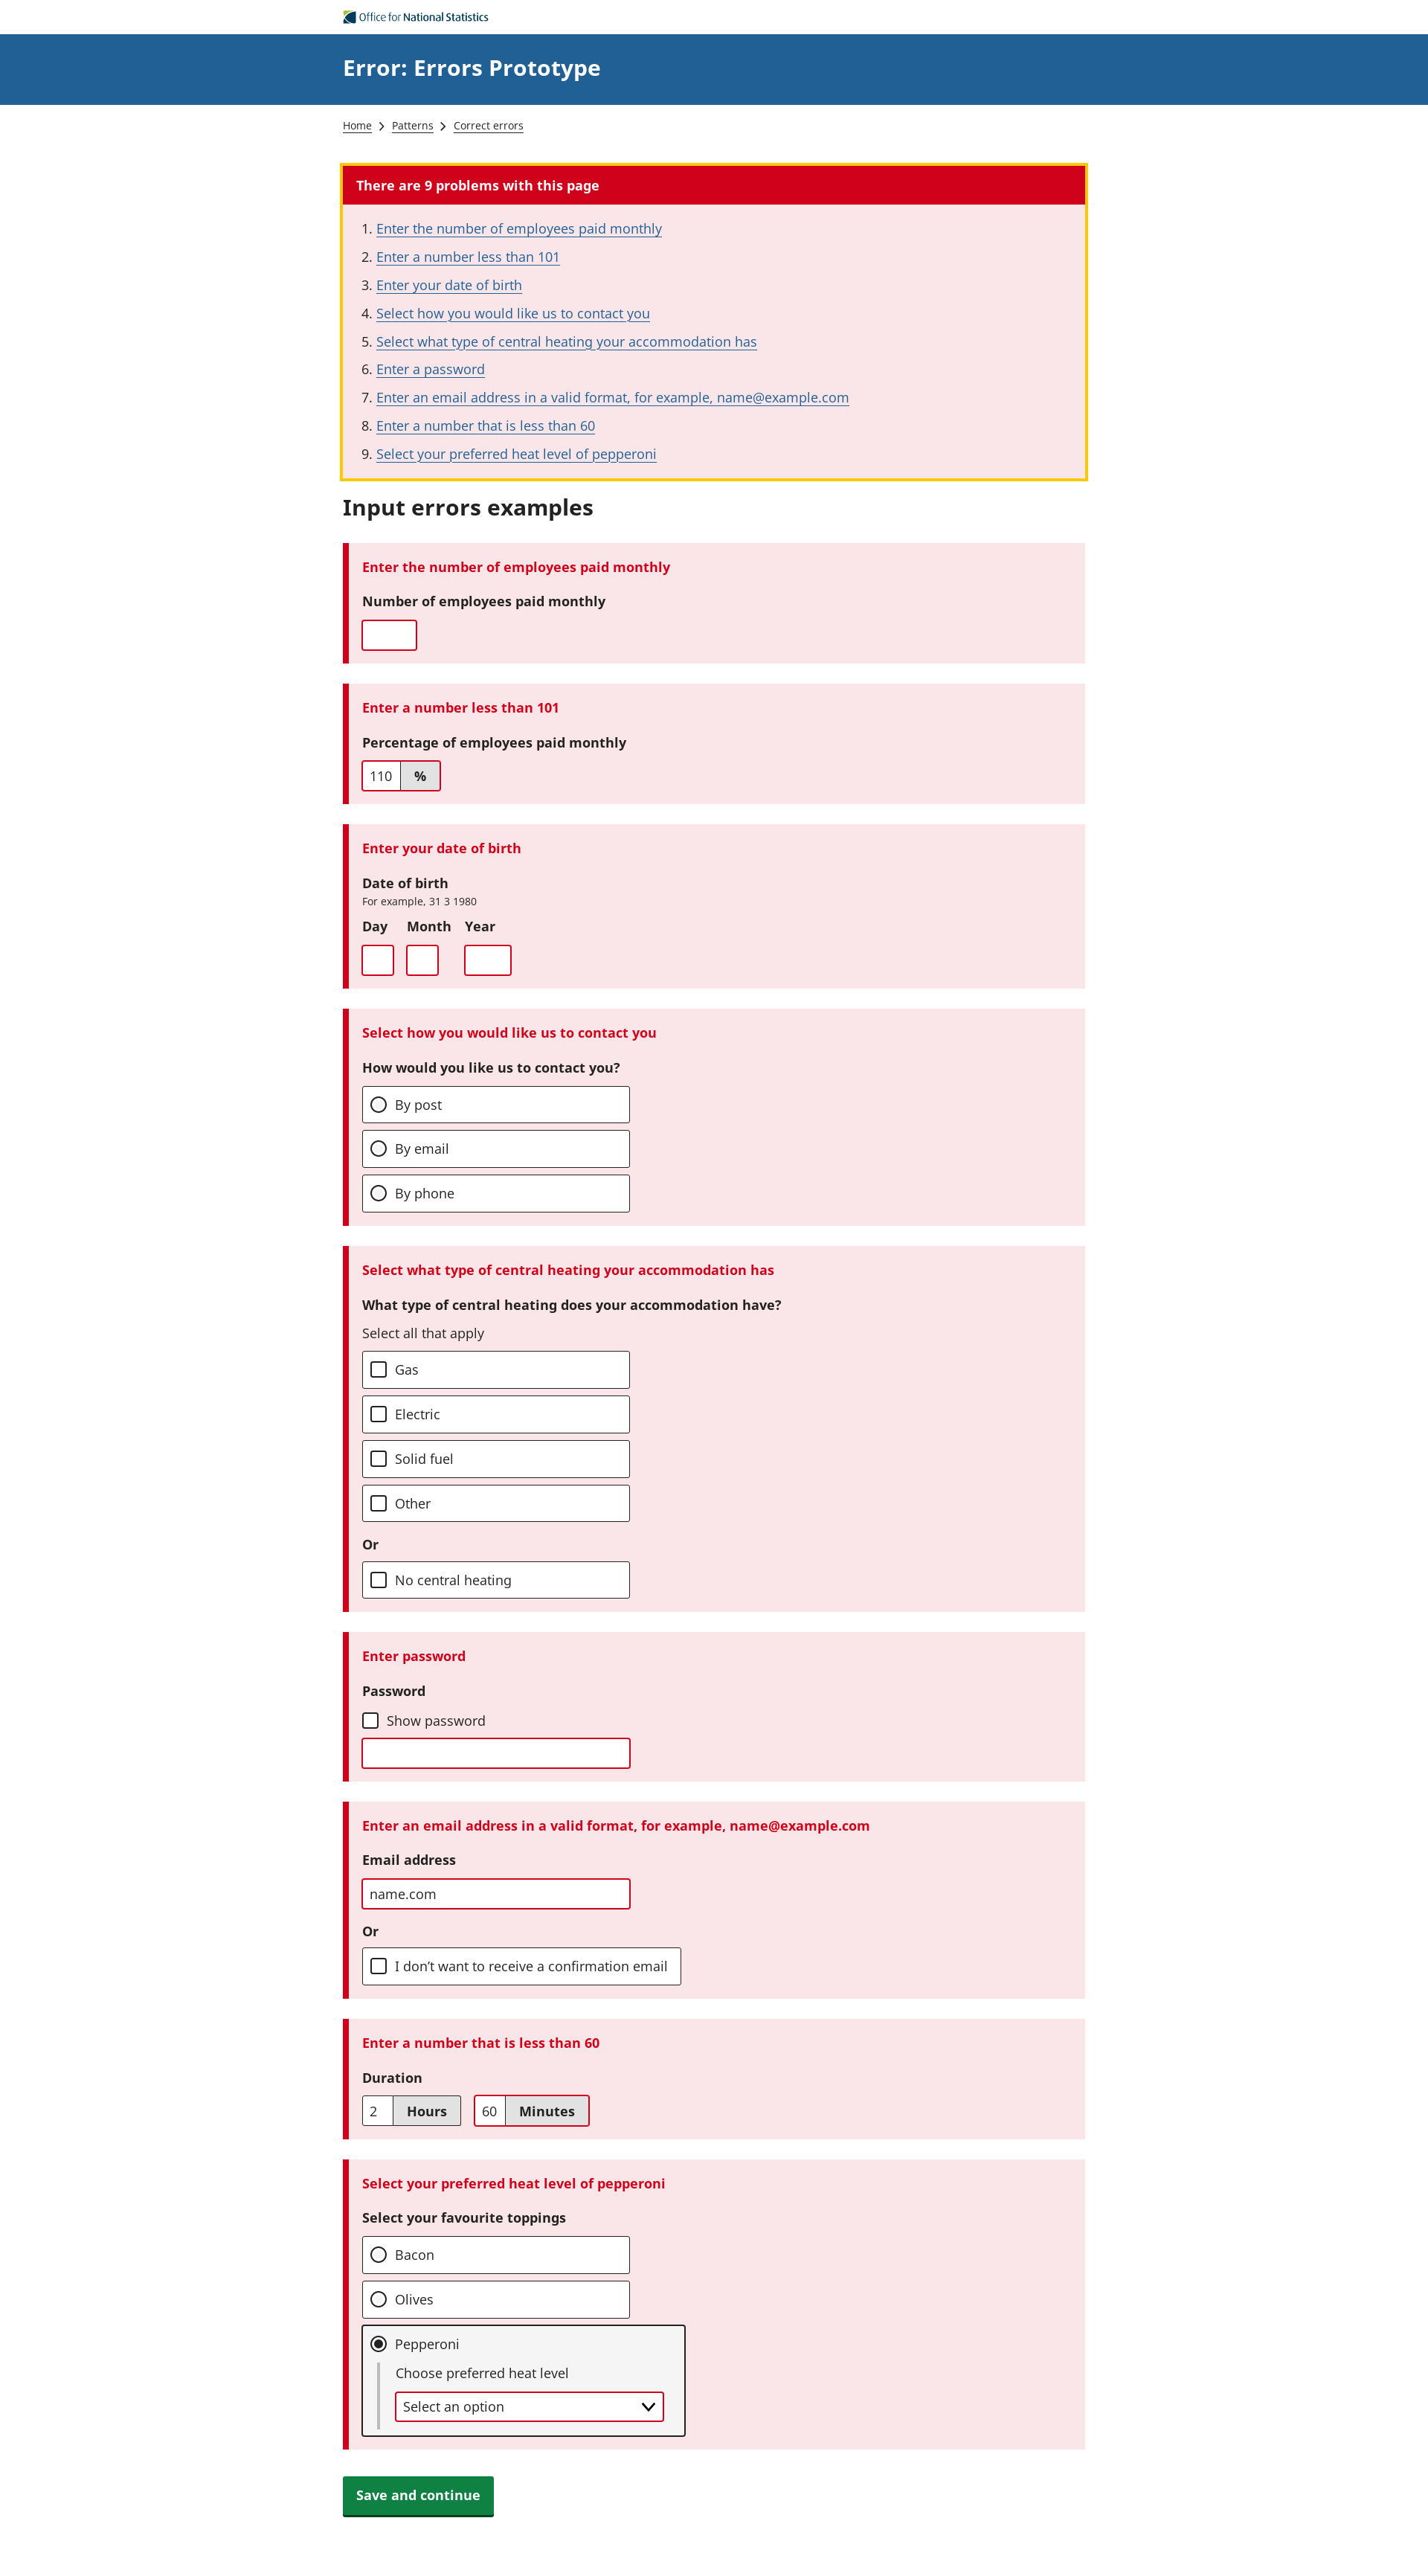 Office for National Statistics
Error: Errors Prototype
Home > Patterns > Correct errors
There are 9 problems with this page
1. Enter the number of employees paid monthly
2. Enter a number less than 101
3. Enter your date of birth
4. Select how you would like us to contact you
5. Select what type of central heating your accommodation has
6. Enter a password
7. Enter an email address in a valid format, for example, name@example.com
8. Enter a number that is less than 60
9. Select your preferred heat level of pepperoni
Input errors examples
Enter the number of employees paid monthly
Number of employees paid monthly
Enter a number less than 101
Percentage of employees paid monthly
110 %
Enter your date of birth
Date of birth
For example, 31 3 1980
Day Month Year
Select how you would like us to contact you
How would you like us to contact you?
By post
By email
By phone
Select what type of central heating your accommodation has
What type of central heating does your accommodation have?
Select all that apply
Gas
Electric
Solid fuel
Other
Or
No central heating
Enter password
Password
Show password
Enter an email address in a valid format, for example, name@example.com
Email address
name.com
Or
I don’t want to receive a confirmation email
Enter a number that is less than 60
Duration
2 Hours 60 Minutes
Select your preferred heat level of pepperoni
Select your favourite toppings
Bacon
Olives
Pepperoni
Choose preferred heat level
Select an option
Save and continue